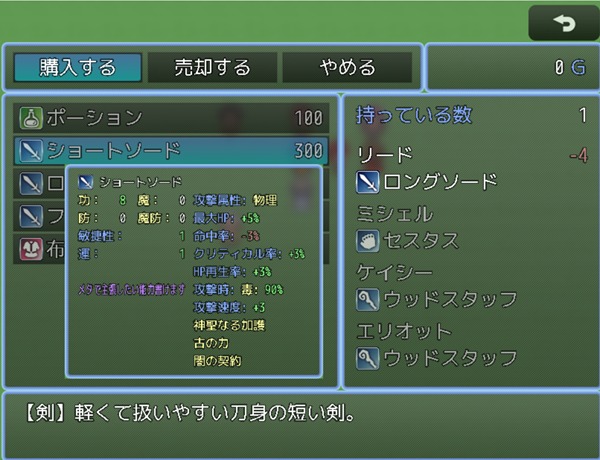 購入する 売却する やめる
0 G
ポーション 100
ショートソード 300
ロ
フ
布
ショートソード
功: 8 魔: 0 攻撃属性: 物理
防: 0 魔防: 0 最大HP: +5%
敏捷性: 1 命中率: -3%
運: 1 クリティカル率: +3%
HP再生率: +3%
メタで主張したい能力書けます 攻撃時: 毒: 90%
攻撃速度: +3
神聖なる加護
古の力
闇の契約
持っている数 1
リード -4
ロングソード
ミシェル
セスタス
ケイシー
ウッドスタッフ
エリオット
ウッドスタッフ
【剣】軽くて扱いやすい刀身の短い剣。